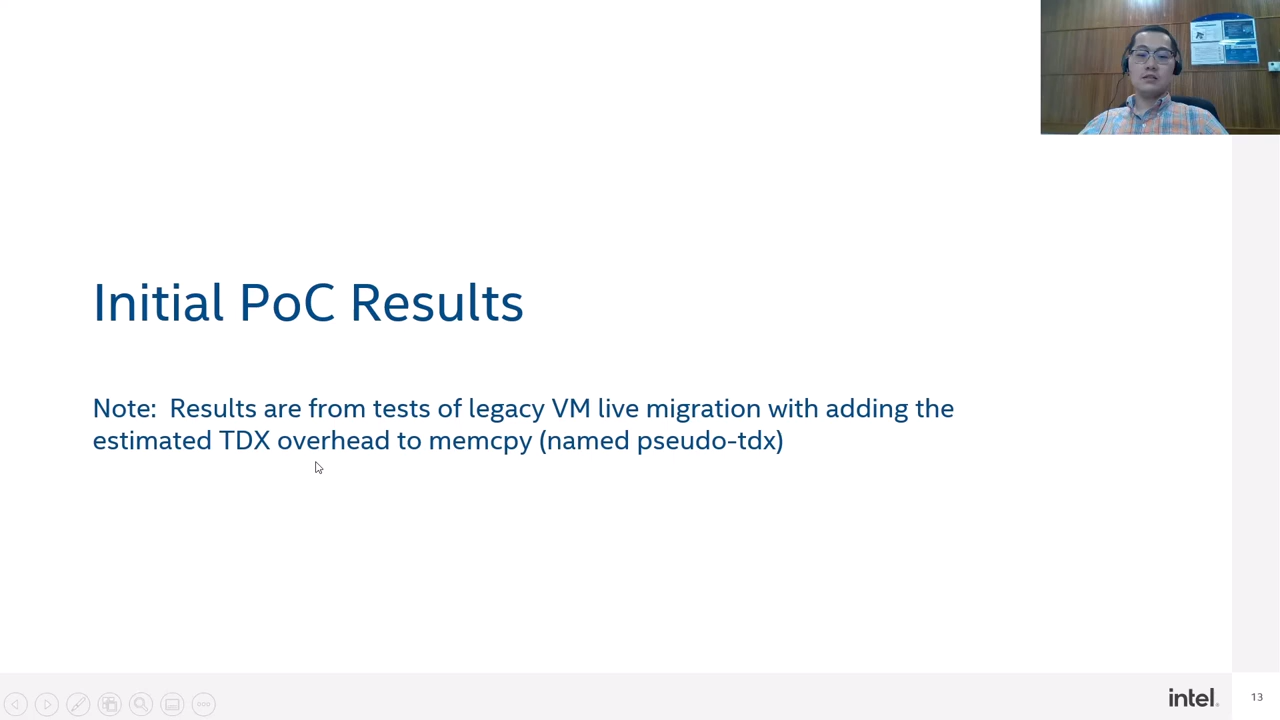 Initial PoC Results
Note:  Results are from tests of legacy VM live migration with adding the
estimated TDX overhead to memcpy (named pseudo-tdx)
intel.
13